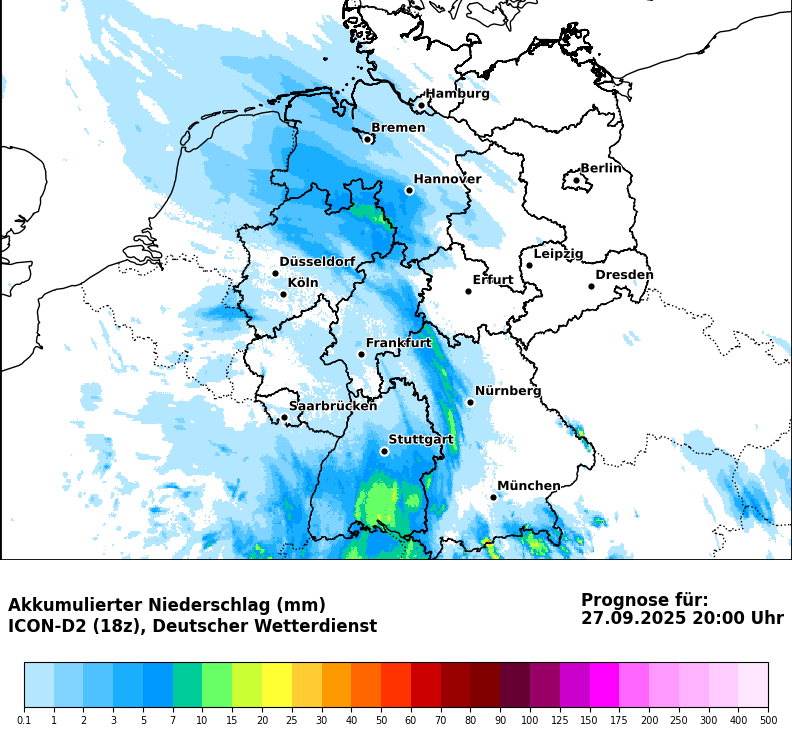 Hamburg
Bremen
Berlin
Hannover
Leipzig
Düsseldorf
Dresden
Köln
Erfurt
Frankfurt
Nürnberg
Saarbrücken
Stuttgart
München
Akkumulierter Niederschlag (mm)
ICON-D2 (18z), Deutscher Wetterdienst
Prognose für:
27.09.2025 20:00 Uhr
0.1 1 2 3 5 7 10 15 20 25 30 40 50 60 70 80 90 100 125 150 175 200 250 300 400 500